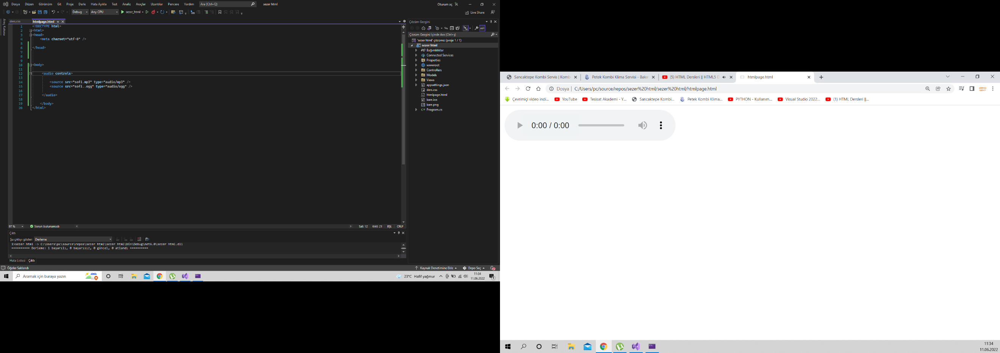 Dosya Düzen Görünüm Git Proje Derle Hata Ayıkla Test Analiz Araçlar Uzantılar Pencere Yardım Ara (Ctrl+Q) sezer html Oturum aç
Debug Any CPU sezer_html Live Share
Araç Kutusu
ders.css htmlpage.html
1 <!DOCTYPE html>
2 <html>
3 <head>
4 <meta charset="utf-8" />
5
6 </head>
7
8
9
10 <body>
11
12 <audio controls>
13
14 <source src="sofi.mp3" type="audio/mp3" />
15 <source src="sofi..ogg" type="audio/ogg" />
16
17 </audio>
18
19 </body>
20 </html>
97 % Sorun bulunamadı Sat: 12 Krkt: 21 BŞL CRLF
Çıktı
Şu çıktıyı göster: Derleme
1>sezer html -> C:\Users\pc\source\repos\sezer html\sezer html\bin\Debug\net6.0\sezer html.dll
========== Derleme: 1 başarılı, 0 başarısız, 0 güncel, 0 atlandı ==========
Hata Listesi Çıktı
Öğeler Saklandı Kaynak Denetimine Ekle Depo Seç 2
Çözüm Gezgini
Çözüm Gezgini İçinde Ara (Ctrl+ş)
'sezer html' çözümü (proje 1 / 1)
sezer html
Bağımlılıklar
Connected Services
Properties
wwwroot
Controllers
Models
Views
appsettings.json
ders.css
htmlpage.html
kare.ico
kare.png
Program.cs
Aramak için buraya yazın 23°C Hafif yağmur 11:34
11.06.2022 1
Sancaktepe Kombi Servis | Kombi Petek Kombi Klima Servisi - Bakım (5) HTML Dersleri || HTML5 D htmlpage.html
Dosya | C:/Users/pc/source/repos/sezer%20html/sezer%20html/htmlpage.html
Çevrimiçi video indi... YouTube Tesisat Akademi - Y... Sancaktepe Kombi... Petek Kombi Klima... PYTHON - Kullanım... Visual Studio 2022... (1) HTML Dersleri ||...
0:00 / 0:00
11:34
11.06.2022